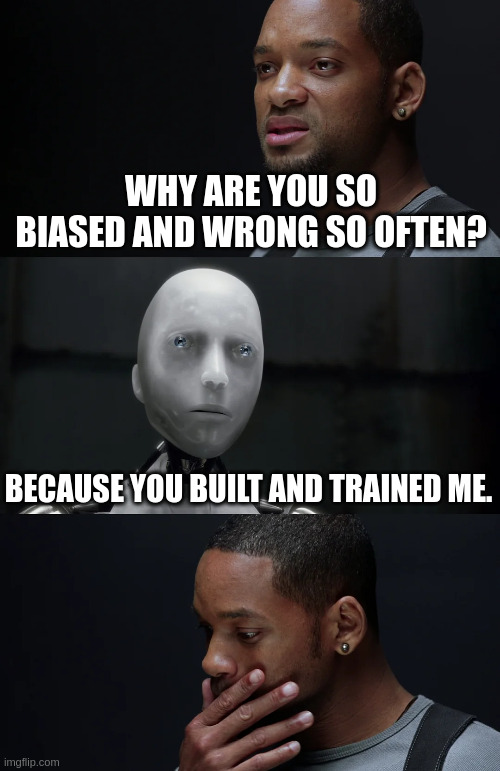 WHY ARE YOU SO
BIASED AND WRONG SO OFTEN?
BECAUSE YOU BUILT AND TRAINED ME.
imgflip.com